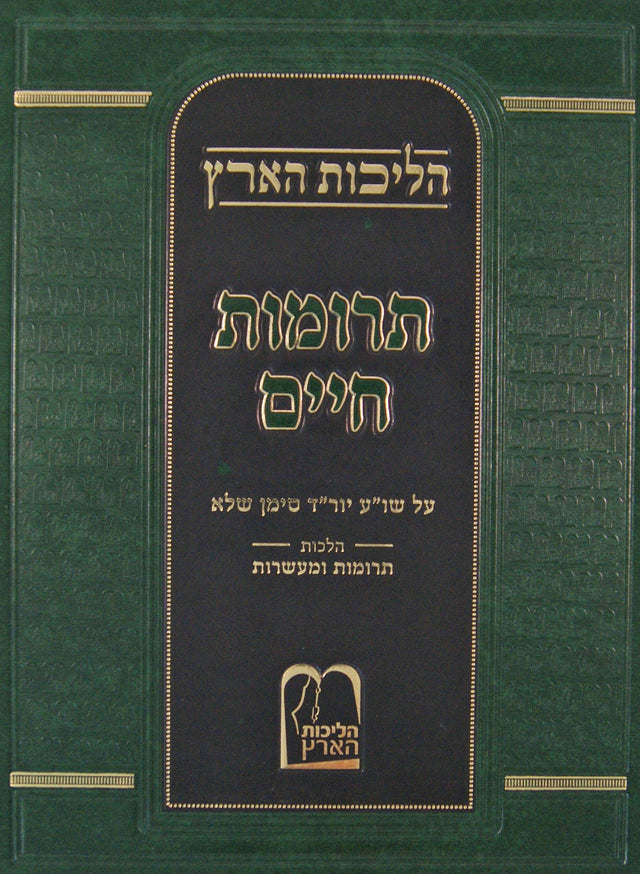 הליכות הארץ
תרומות
חיים
על שו״ע יור״ד סימן שלא
הלכות
תרומות ומעשרות
הליכות
הארץ